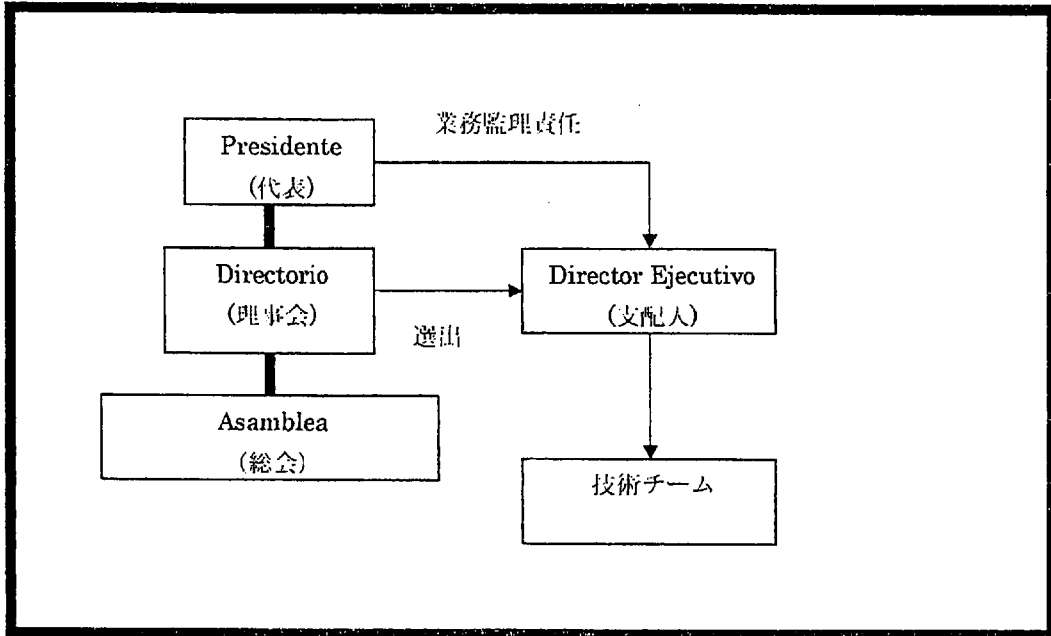 業務監理責任
Presidente
(代表)
Directorio
(理事会)
Director Ejecutivo
(支配人)
選出
Asamblea
(総会)
技術チーム